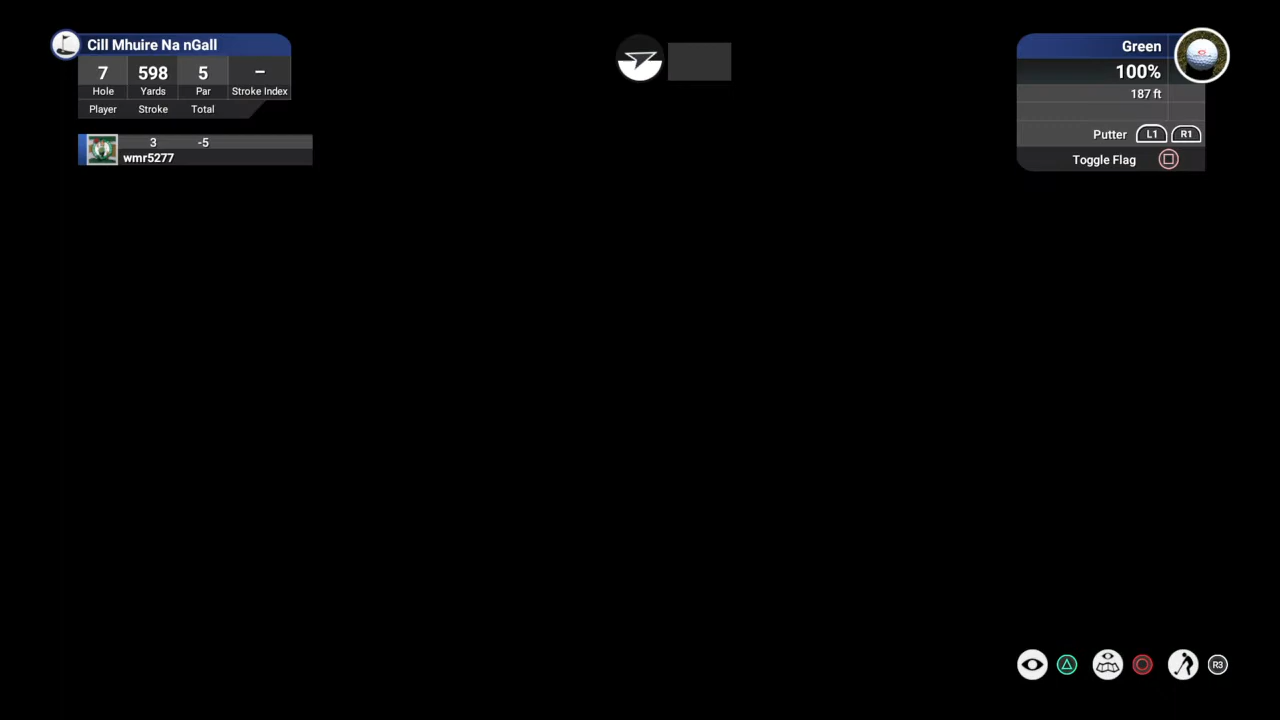 Cill Mhuire Na nGall
7 598 5 –
Hole Yards Par Stroke Index
Player Stroke Total
3 -5
wmr5277
Green
100%
187 ft
Putter L1 R1
Toggle Flag
R3